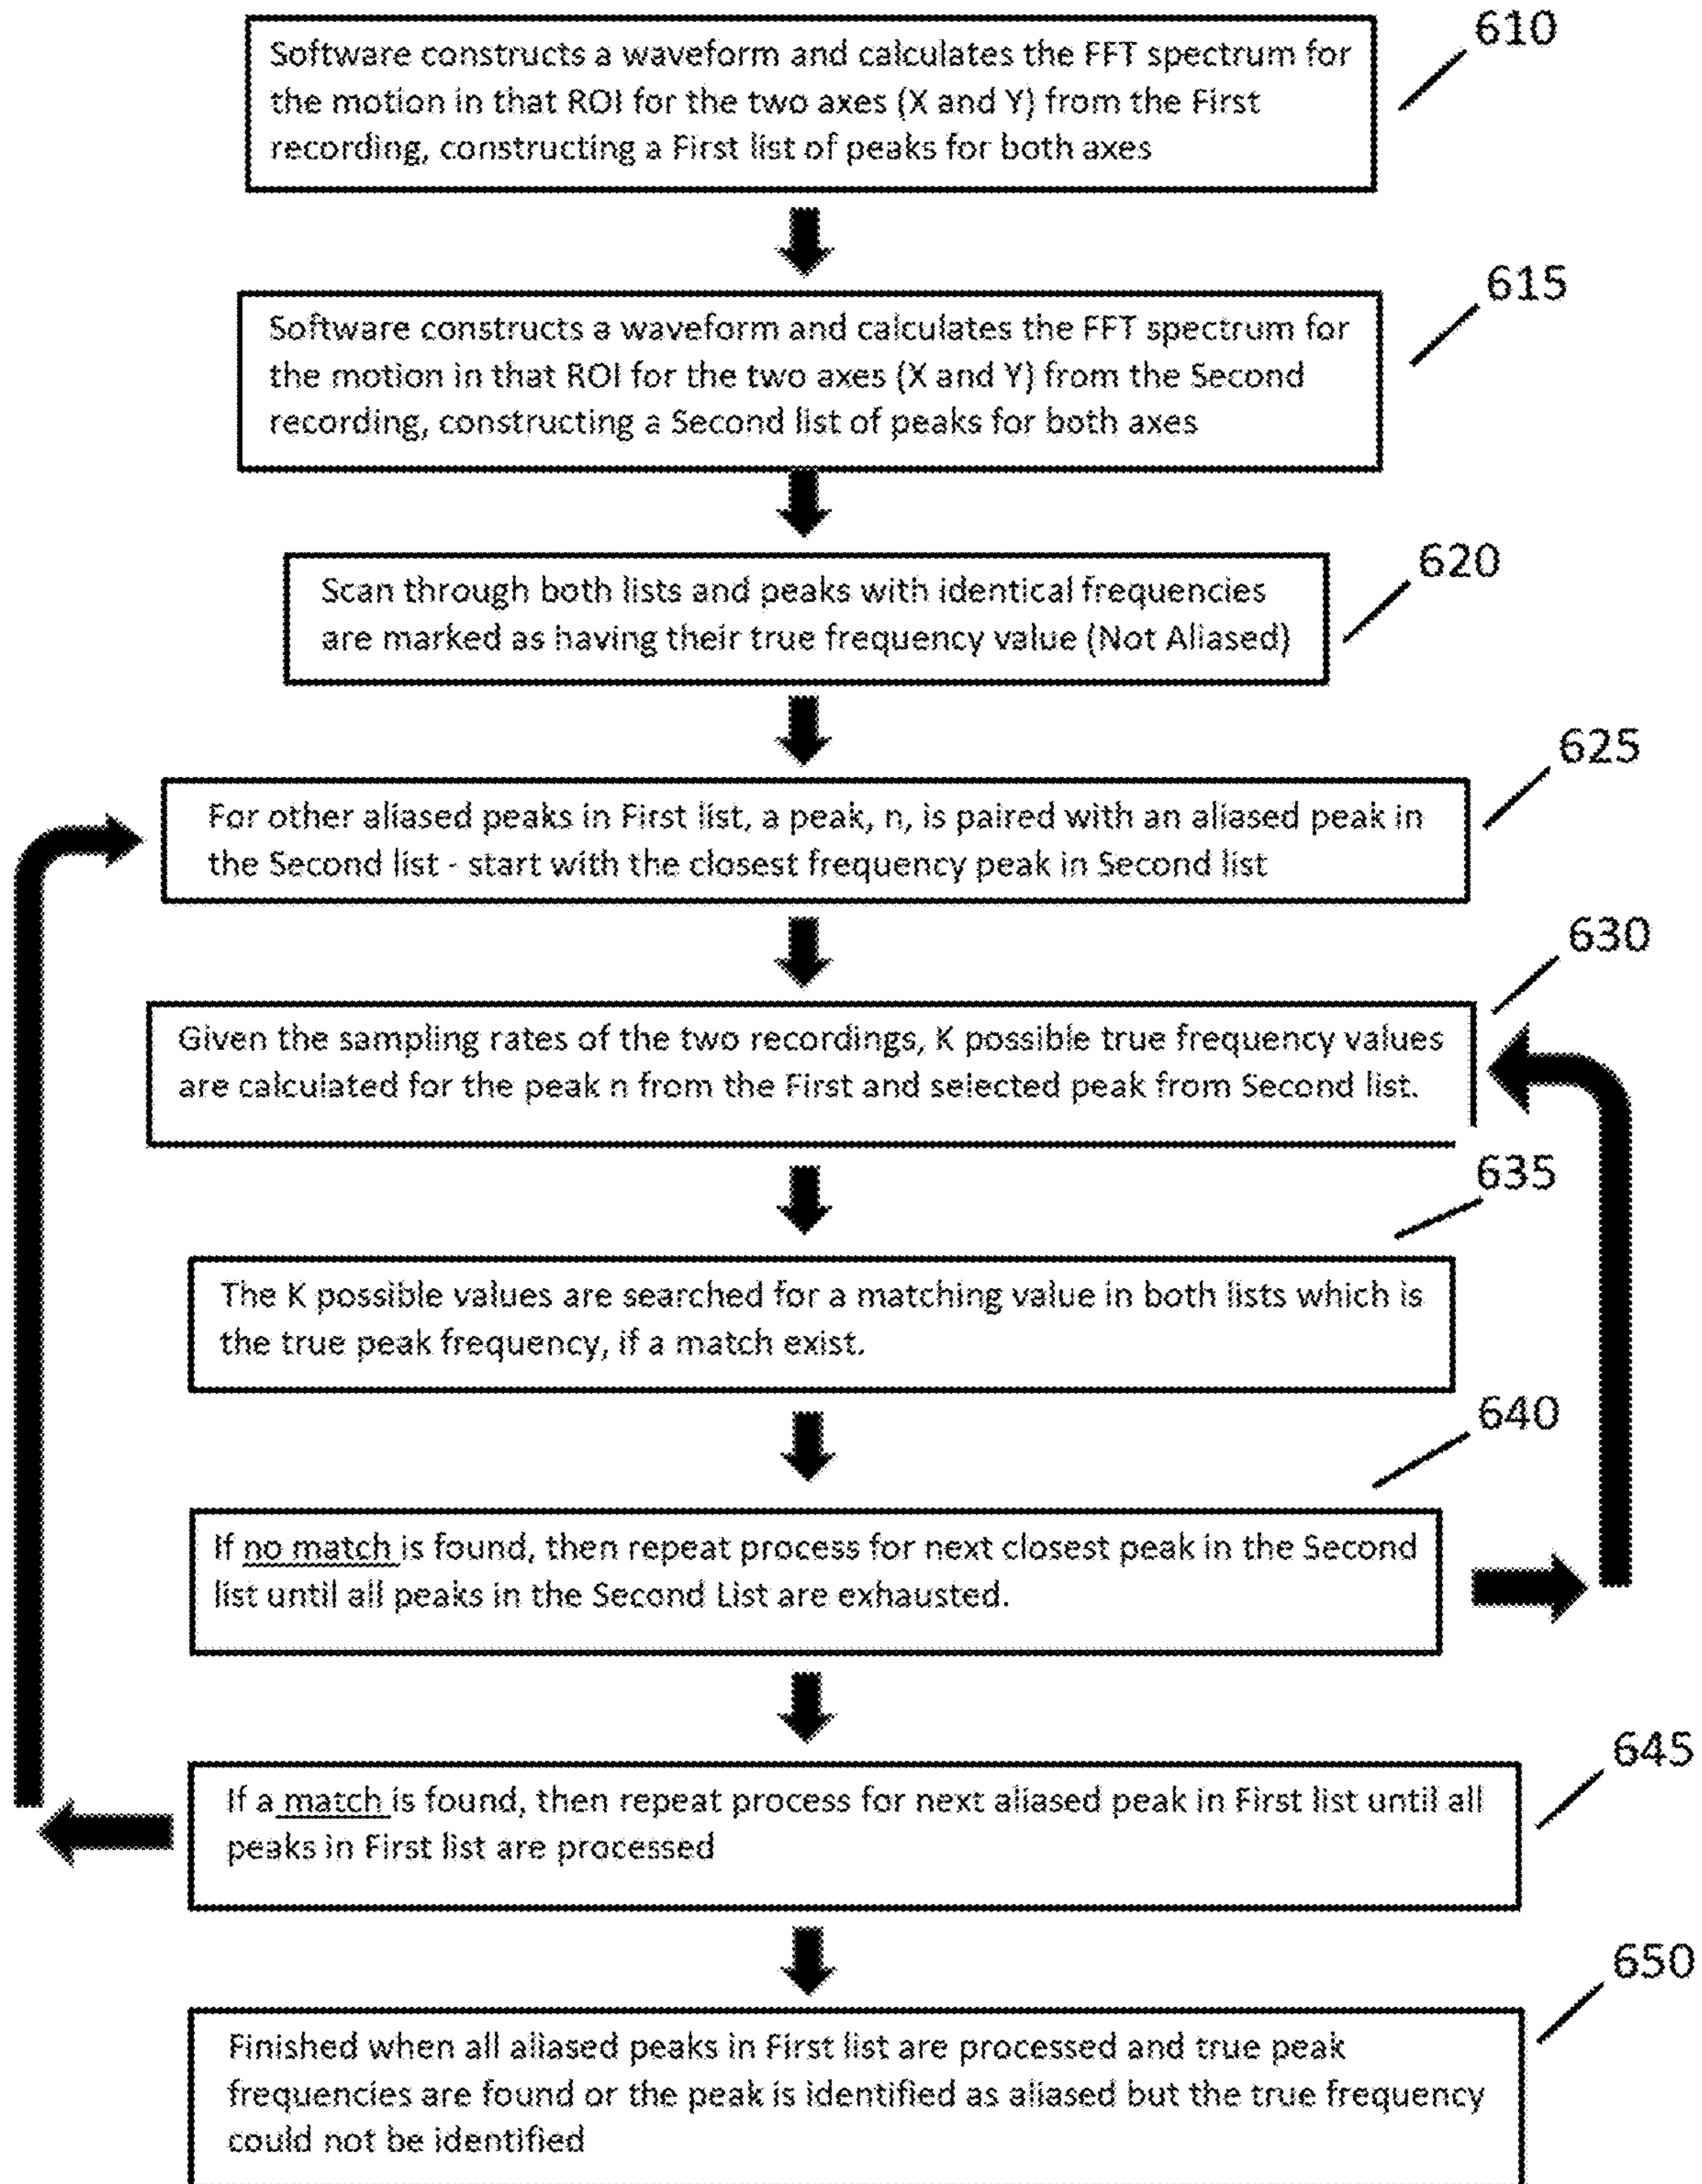 610
Software constructs a waveform and calculates the FFT spectrum for
the motion in that ROI for the two axes (X and Y) from the First
recording, constructing a First list of peaks for both axes
615
Software constructs a waveform and calculates the FFT spectrum for
the motion in that ROI for the two axes (X and Y) from the Second
recording, constructing a Second list of peaks for both axes
620
Scan through both lists and peaks with identical frequencies
are marked as having their true frequency value (Not Aliased)
625
For other aliased peaks in First list, a peak, n, is paired with an aliased peak in
the Second list - start with the closest frequency peak in Second list
630
Given the sampling rates of the two recordings, K possible true frequency values
are calculated for the peak n from the First and selected peak from Second list.
635
The K possible values are searched for a matching value in both lists which is
the true peak frequency, if a match exist.
640
If no match is found, then repeat process for next closest peak in the Second
list until all peaks in the Second List are exhausted.
645
If a match is found, then repeat process for next aliased peak in First list until all
peaks in First list are processed
650
Finished when all aliased peaks in First list are processed and true peak
frequencies are found or the peak is identified as aliased but the true frequency
could not be identified